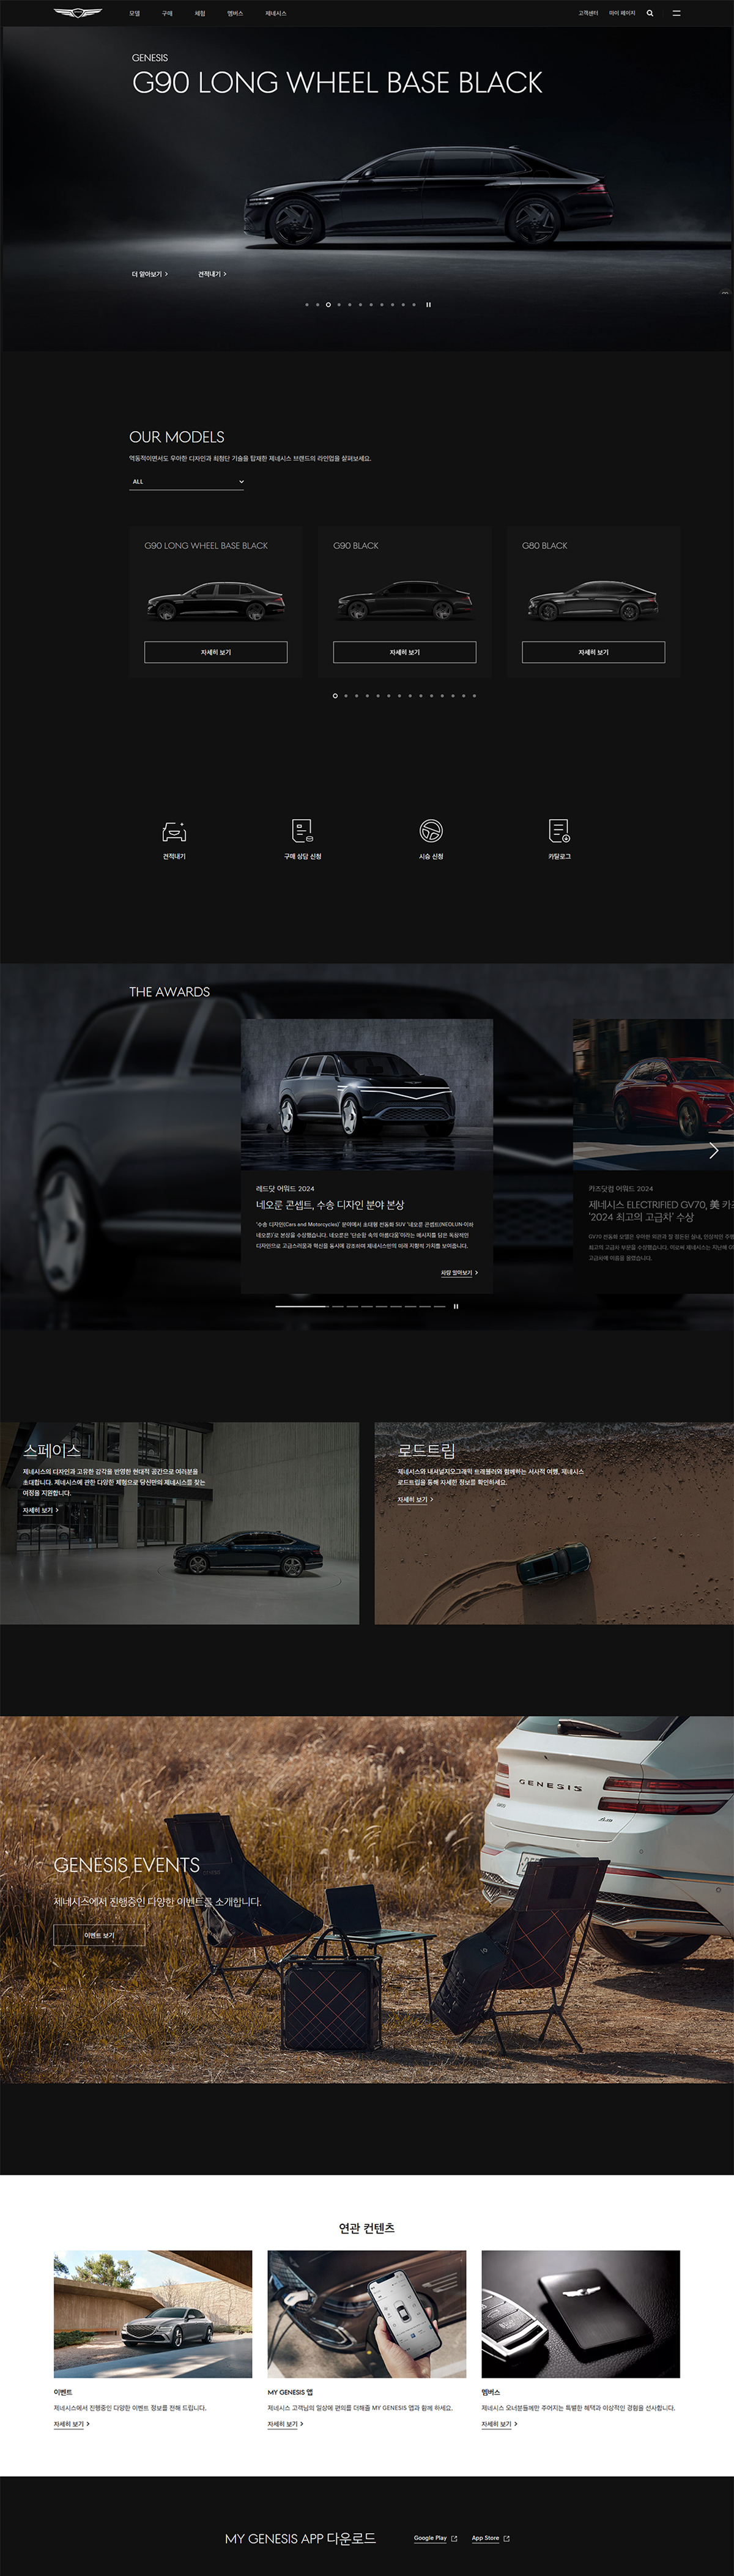 모델 구매 체험 멤버스 제네시스 고객센터 마이 페이지
GENESIS
G90 LONG WHEEL BASE BLACK
더 알아보기 견적내기
OUR MODELS
역동적이면서도 우아한 디자인과 최첨단 기술을 탑재한 제네시스 브랜드의 라인업을 살펴보세요.
ALL
G90 LONG WHEEL BASE BLACK
자세히 보기
G90 BLACK
자세히 보기
G80 BLACK
자세히 보기
견적내기
구매 상담 신청
시승 신청
카탈로그
THE AWARDS
레드닷 어워드 2024
네오룬 콘셉트, 수송 디자인 분야 본상
'수송 디자인(Cars and Motorcycles)' 분야에서 초대형 전동화 SUV '네오룬 콘셉트(NEOLUN·이하
네오룬)'로 본상을 수상했습니다. 네오룬은 '단순함 속의 아름다움'이라는 메시지를 담은 독창적인
디자인으로 고급스러움과 혁신을 동시에 강조하며 제네시스만의 미래 지향적 가치를 보여줍니다.
차량 알아보기
카즈닷컴 어워드 2024
제네시스 ELECTRIFIED GV70, 美 카즈
'2024 최고의 고급차' 수상
GV70 전동화 모델은 우아한 외관과 잘 정돈된 실내, 인상적인 주행
최고의 고급차 부문을 수상했습니다. 이로써 제네시스는 지난해
고급차에 이름을 올렸습니다.
스페이스
제네시스의 디자인과 고유한 감각을 반영한 현대적 공간으로 여러분을
초대합니다. 제네시스에 관한 다양한 체험으로 당신만의 제네시스를 찾는
여정을 지원합니다.
자세히 보기
로드트립
제네시스와 내셔널지오그래픽 트래블러와 함께하는 서사적 여행, 제네시스
로드트립을 통해 자세한 정보를 확인하세요.
자세히 보기
GENESIS
GENESIS EVENTS
제네시스에서 진행중인 다양한 이벤트를 소개합니다.
이벤트 보기
연관 컨텐츠
이벤트
제네시스에서 진행중인 다양한 이벤트 정보를 전해 드립니다.
자세히 보기
MY GENESIS 앱
제네시스 고객님의 일상에 편의를 더해줄 MY GENESIS 앱과 함께 하세요.
자세히 보기
멤버스
제네시스 오너분들께만 주어지는 특별한 혜택과 이상적인 경험을 선사합니다.
자세히 보기
MY GENESIS APP 다운로드 Google Play App Store